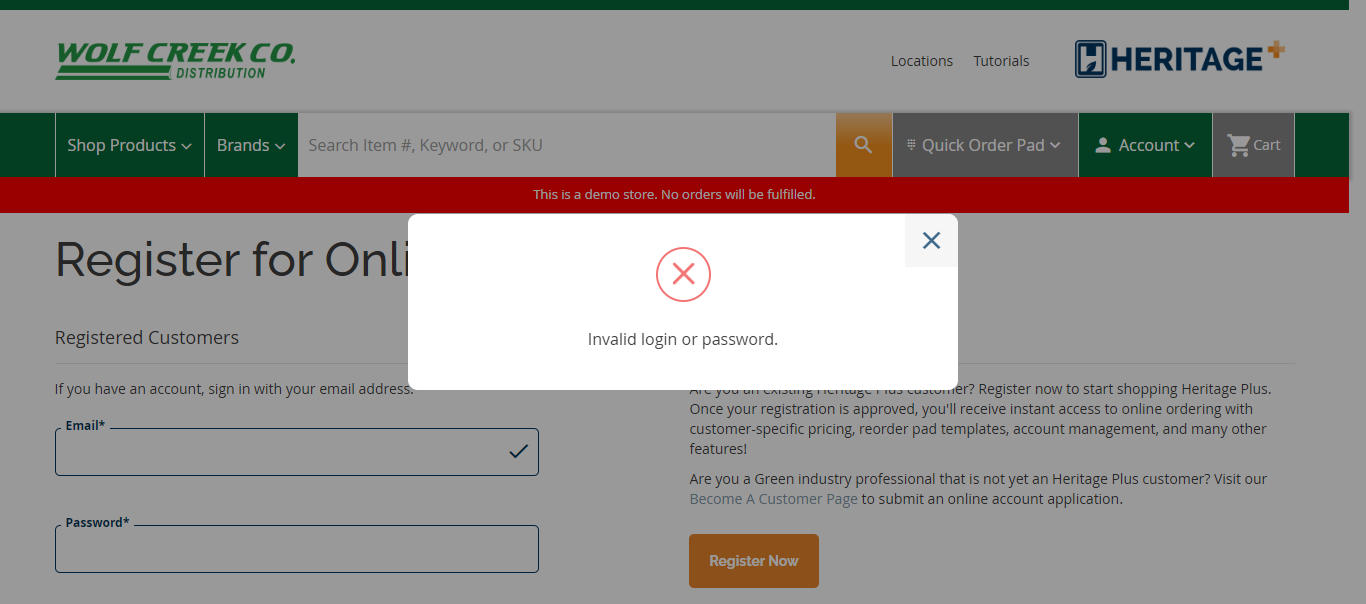 WOLF CREEK CO.
DISTRIBUTION
Locations
Tutorials
HERITAGE
Shop Products
Brands
Search Item #, Keyword, or SKU
Quick Order Pad
Account
Cart
This is a demo store. No orders will be fulfilled.
Register for Onli
Invalid login or password.
Registered Customers
If you have an account, sign in with your email address.
Email*
Password*
Are you an existing Heritage Plus customer? Register now to start shopping Heritage Plus.
Once your registration is approved, you'll receive instant access to online ordering with
customer-specific pricing, reorder pad templates, account management, and many other
features!
Are you a Green industry professional that is not yet an Heritage Plus customer? Visit our
Become A Customer Page to submit an online account application.
Register Now